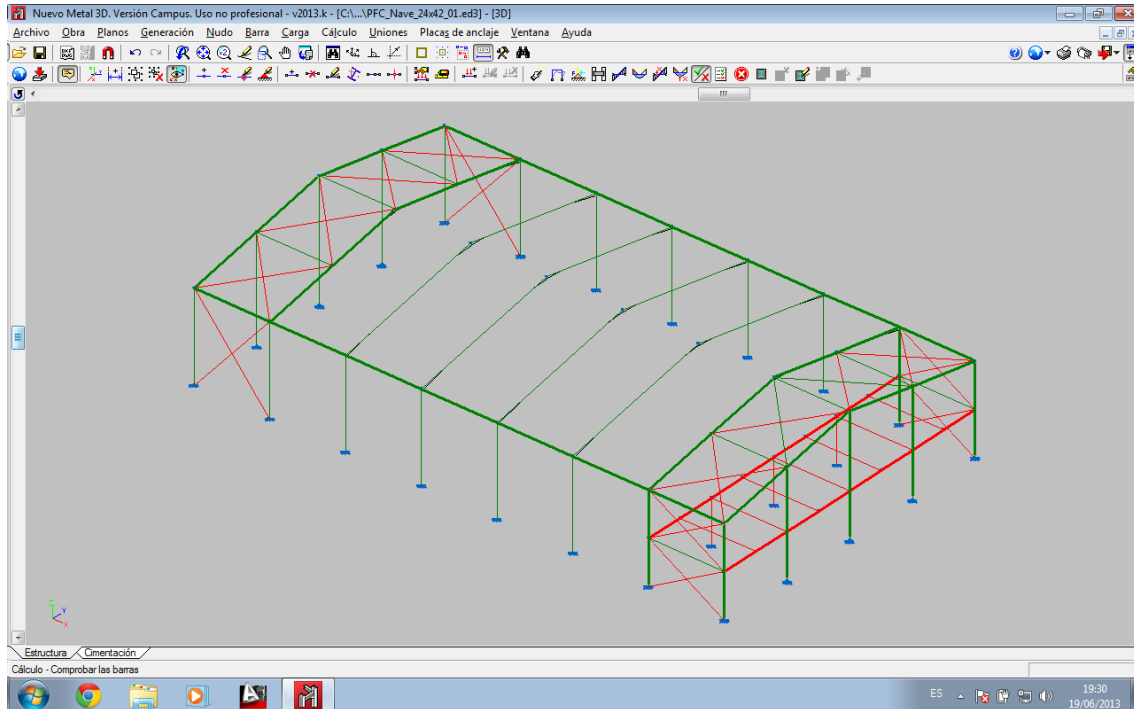 Nuevo Metal 3D. Versión Campus. Uso no profesional - v2013.k - [C:\...\PFC_Nave_24x42_01.ed3] - [3D]
Archivo Obra Planos Generación Nudo Barra Carga Cálculo Uniones Placas de anclaje Ventana Ayuda
Z Y
X
Estructura Cimentación
Cálculo - Comprobar las barras
ES 19:30
19/06/2013